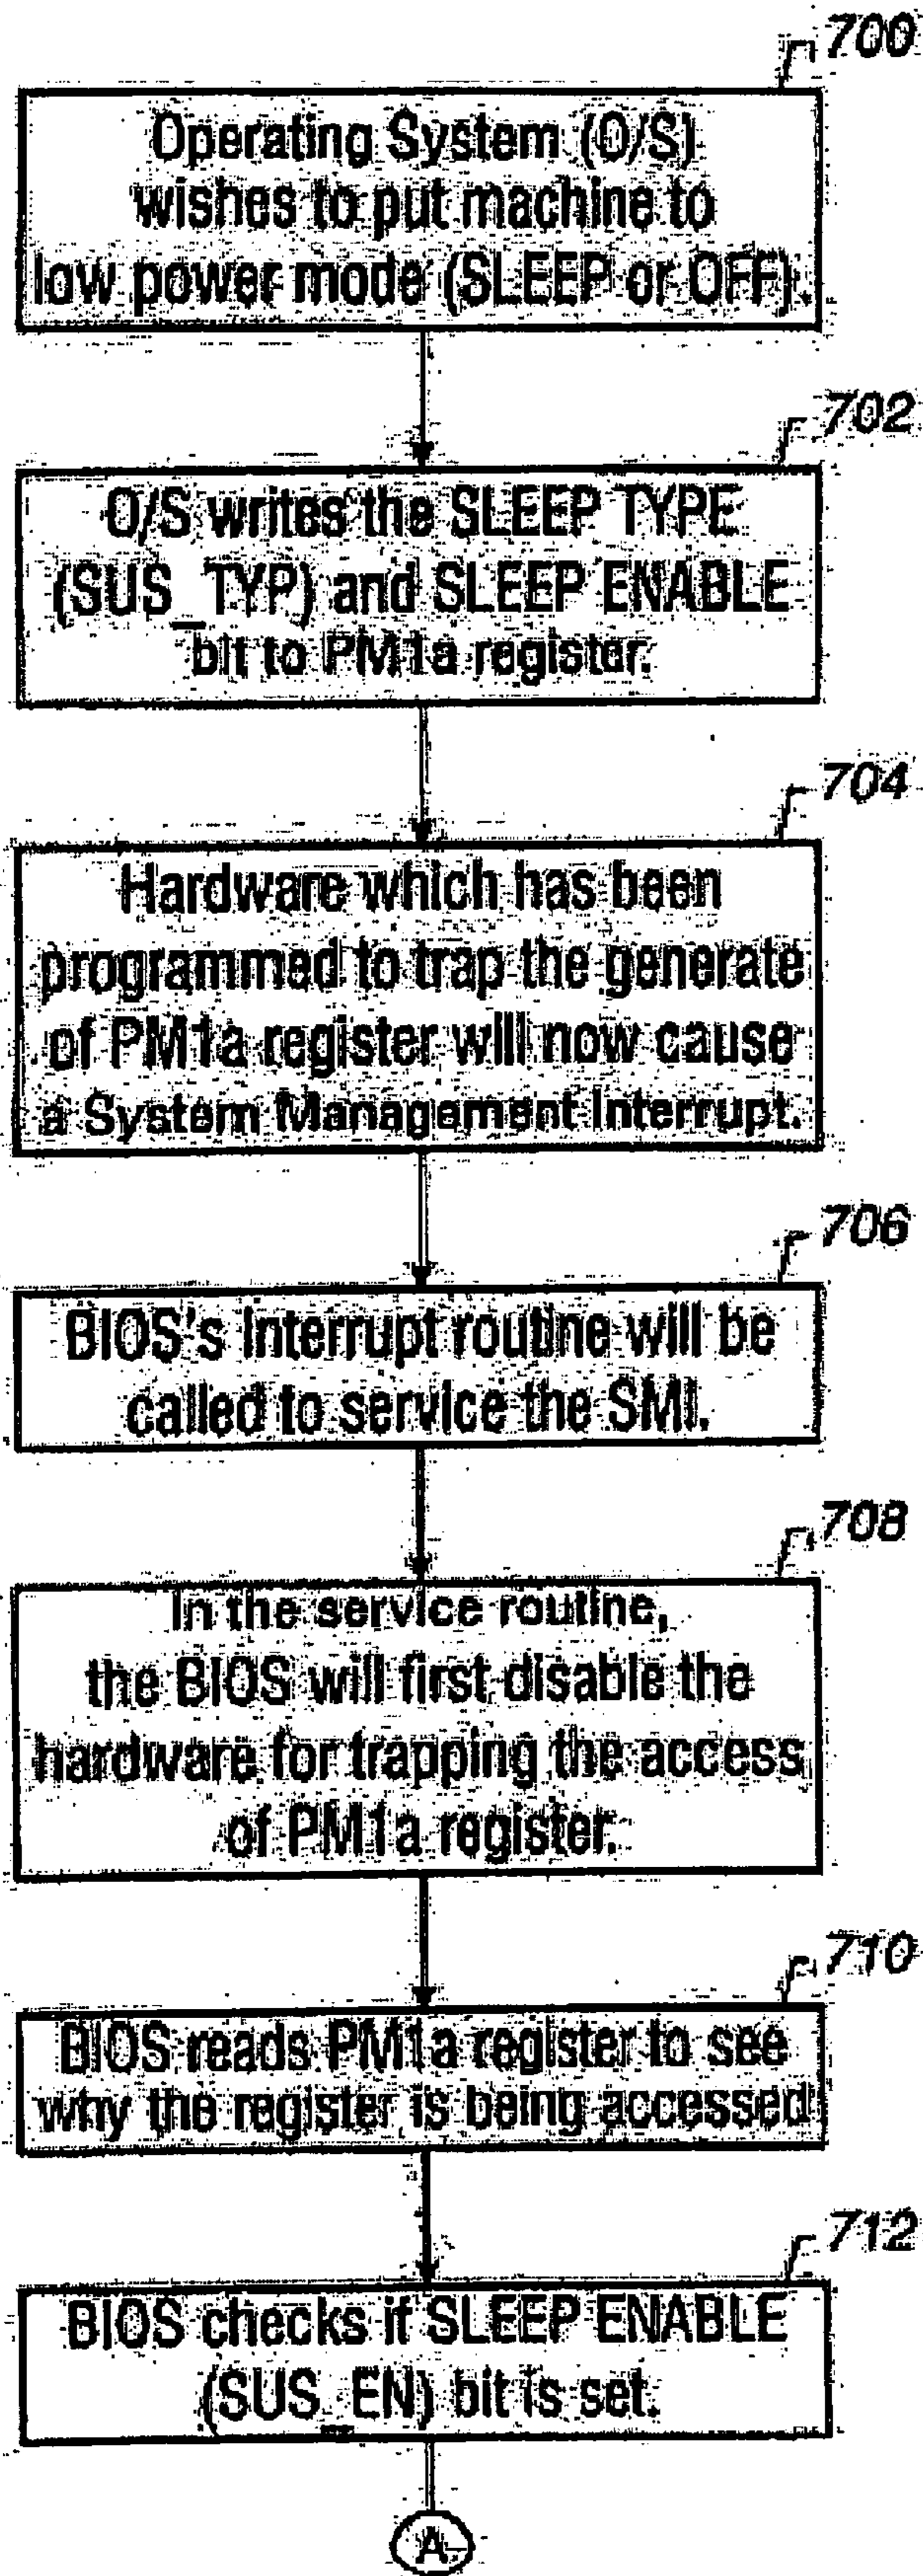 700
Operating System (O/S)
wishes to put machine to
low power mode (SLEEP or OFF).
702
O/S writes the SLEEP TYPE
(SUS_TYP) and SLEEP ENABLE
bit to PM1a register.
704
Hardware which has been
programmed to trap the generate
of PM1a register will now cause
a System Management Interrupt.
706
BIOS's Interrupt routine will be
called to service the SMI.
708
In the service routine,
the BIOS will first disable the
hardware for trapping the access
of PM1a register.
710
BIOS reads PM1a register to see
why the register is being accessed
712
BIOS checks if SLEEP ENABLE
(SUS_EN) bit is set.
A